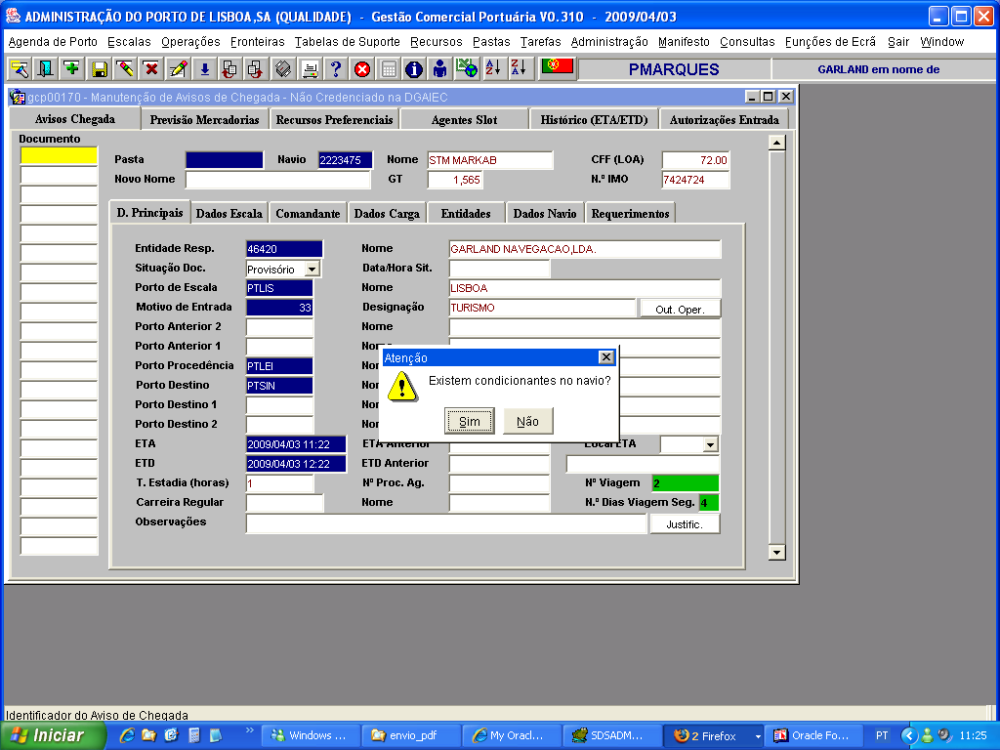 ADMINISTRAÇÃO DO PORTO DE LISBOA,SA (QUALIDADE) - Gestão Comercial Portuária V0.310 - 2009/04/03
Agenda de Porto Escalas Operações Fronteiras Tabelas de Suporte Recursos Pastas Tarefas Administração Manifesto Consultas Funções de Ecrã Sair Window
PMARQUES GARLAND em nome de
gcp00170 - Manutenção de Avisos de Chegada - Não Credenciado na DGAIEC
Avisos Chegada Previsão Mercadorias Recursos Preferenciais Agentes Slot Histórico (ETA/ETD) Autorizações Entrada
Documento
Pasta Navio 2223475 Nome STM MARKAB CFF (LOA) 72.00
Novo Nome GT 1,565 N.º IMO 7424724
D. Principais Dados Escala Comandante Dados Carga Entidades Dados Navio Requerimentos
Entidade Resp. 46420 Nome GARLAND NAVEGACAO,LDA.
Situação Doc. Provisório Data/Hora Sit.
Porto de Escala PTLIS Nome LISBOA
Motivo de Entrada 33 Designação TURISMO Out. Oper.
Porto Anterior 2 Nome
Porto Anterior 1
Porto Procedência PTLEI
Porto Destino PTSIN
Porto Destino 1
Porto Destino 2
Atenção
Existem condicionantes no navio?
Sim Não
ETA 2009/04/03 11:22 ETA Anterior Local ETA
ETD 2009/04/03 12:22 ETD Anterior
T. Estadia (horas) 1 Nº Proc. Ag. Nº Viagem 2
Carreira Regular Nome N.º Dias Viagem Seg. 4
Observações Justific.
Identificador do Aviso de Chegada
Iniciar Windows ... envio_pdf My Oracl... SDSADM... 2 Firefox Oracle Fo... PT 11:25